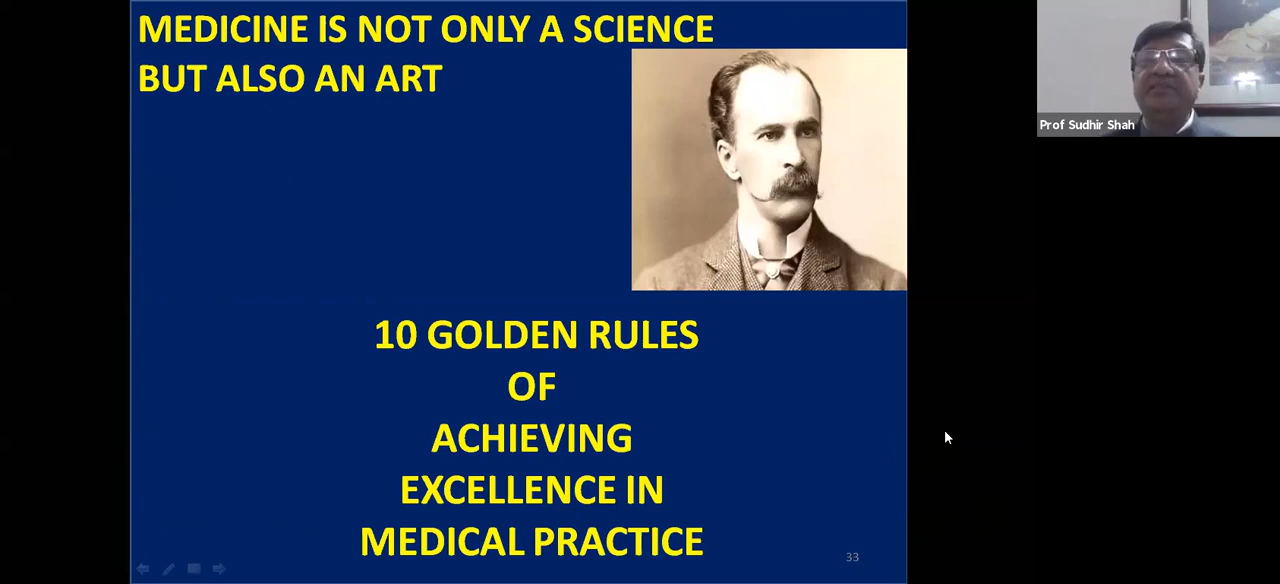 MEDICINE IS NOT ONLY A SCIENCE
BUT ALSO AN ART
Prof Sudhir Shah
10 GOLDEN RULES
OF
ACHIEVING
EXCELLENCE IN
MEDICAL PRACTICE
33